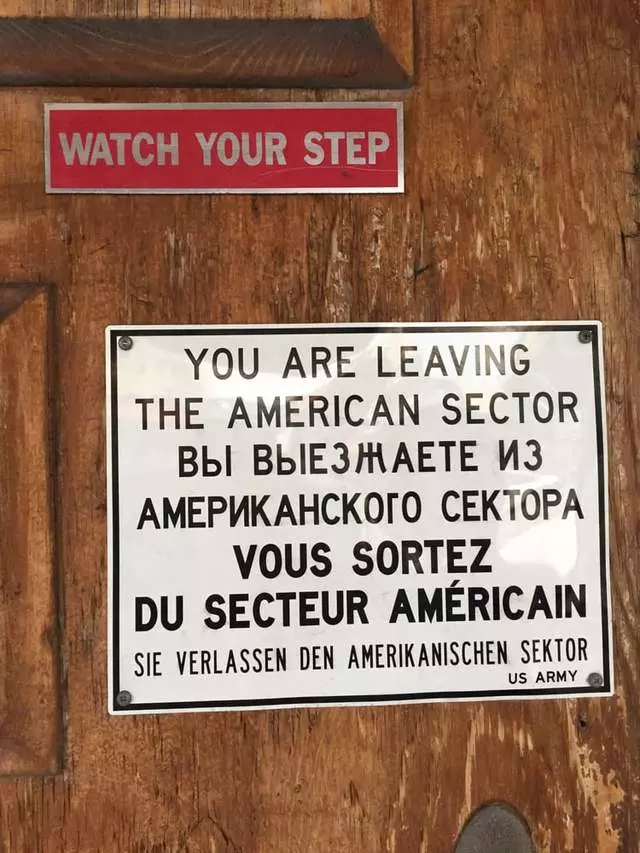 WATCH YOUR STEP
YOU ARE LEAVING
THE AMERICAN SECTOR
ВЫ ВЫЕЗЖАЕТЕ ИЗ
АМЕРИКАНСКОГО СЕКТОРА
VOUS SORTEZ
DU SECTEUR AMÉRICAIN
SIE VERLASSEN DEN AMERIKANISCHEN SEKTOR
US ARMY